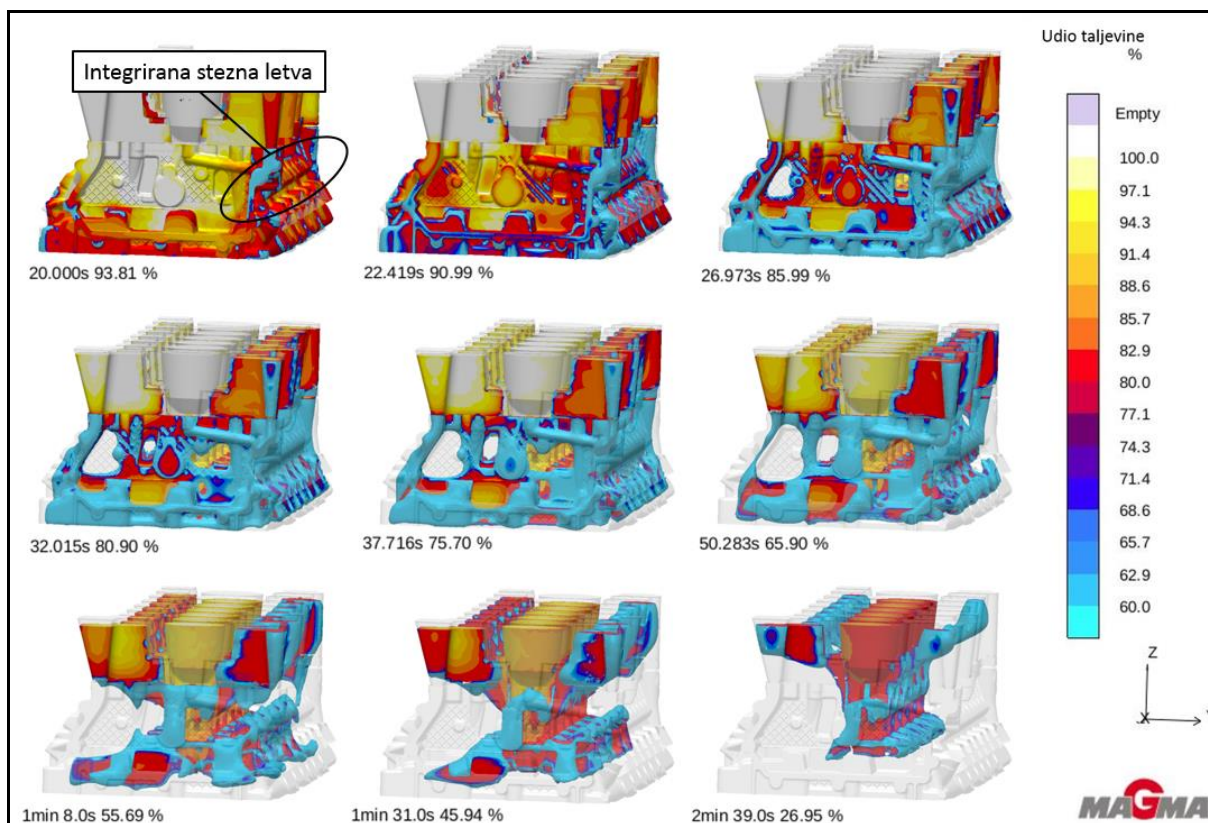 Integrirana stezna letva
20.000s 93.81 %
22.419s 90.99 %
26.973s 85.99 %
32.015s 80.90 %
37.716s 75.70 %
50.283s 65.90 %
1min 8.0s 55.69 %
1min 31.0s 45.94 %
2min 39.0s 26.95 %
Udio taljevine
%
Empty
100.0
97.1
94.3
91.4
88.6
85.7
82.9
80.0
77.1
74.3
71.4
68.6
65.7
62.9
60.0
Z
X
Y
MAGMA